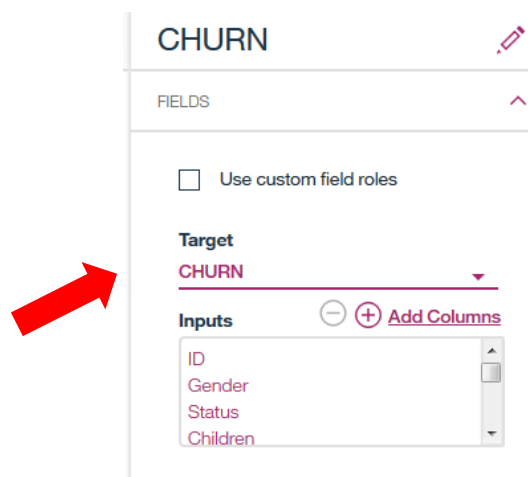 CHURN
FIELDS
Use custom field roles
Target
CHURN
Inputs Add Columns
ID
Gender
Status
Children